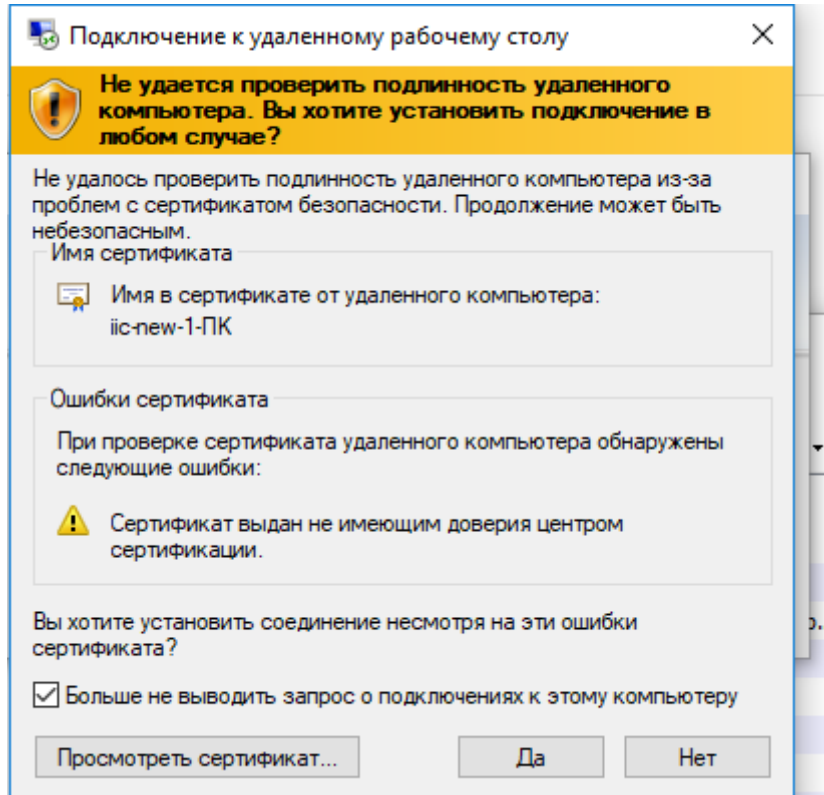 Подключение к удаленному рабочему столу
Не удается проверить подлинность удаленного
компьютера. Вы хотите установить подключение в
любом случае?
Не удалось проверить подлинность удаленного компьютера из-за
проблем с сертификатом безопасности. Продолжение может быть
небезопасным.
Имя сертификата
Имя в сертификате от удаленного компьютера:
iic-new-1-ПК
Ошибки сертификата
При проверке сертификата удаленного компьютера обнаружены
следующие ошибки:
Сертификат выдан не имеющим доверия центром
сертификации.
Вы хотите установить соединение несмотря на эти ошибки
сертификата?
Больше не выводить запрос о подключениях к этому компьютеру
Просмотреть сертификат...
Да
Нет